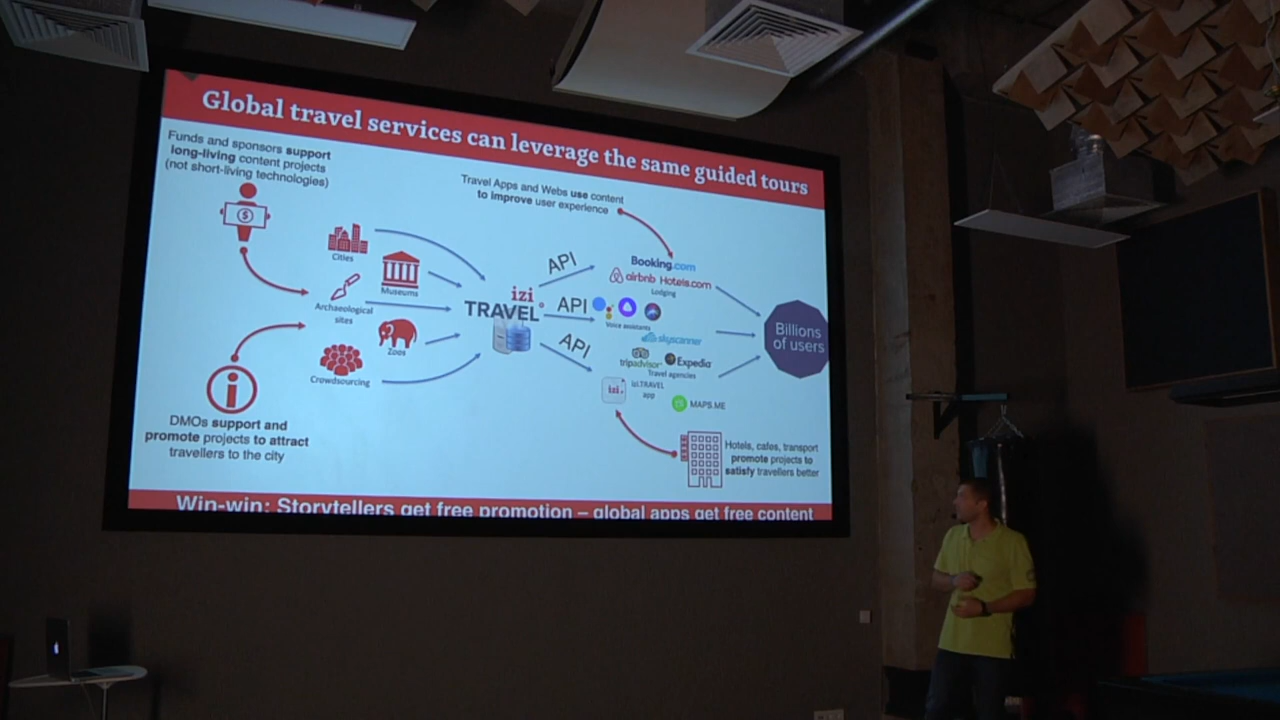 Global travel services can leverage the same guided tours
Funds and sponsors support
long-living content projects
(not short-living technologies)
$
Travel Apps and Webs use content
to improve user experience
Cities
Museums
Archaeological
sites
Zoos
Crowdsourcing
izi
TRAVEL
API
API
API
Booking.com
airbnb Hotels.com
Lodging
Voice assistants
skyscanner
tripadvisor Expedia
Travel agencies
izi.
izi.TRAVEL
app
MAPS.ME
Billions
of users
i
DMOs support and
promote projects to attract
travellers to the city
Hotels, cafes, transport
promote projects to
satisfy travellers better
Win-win: Storytellers get free promotion – global apps get free content